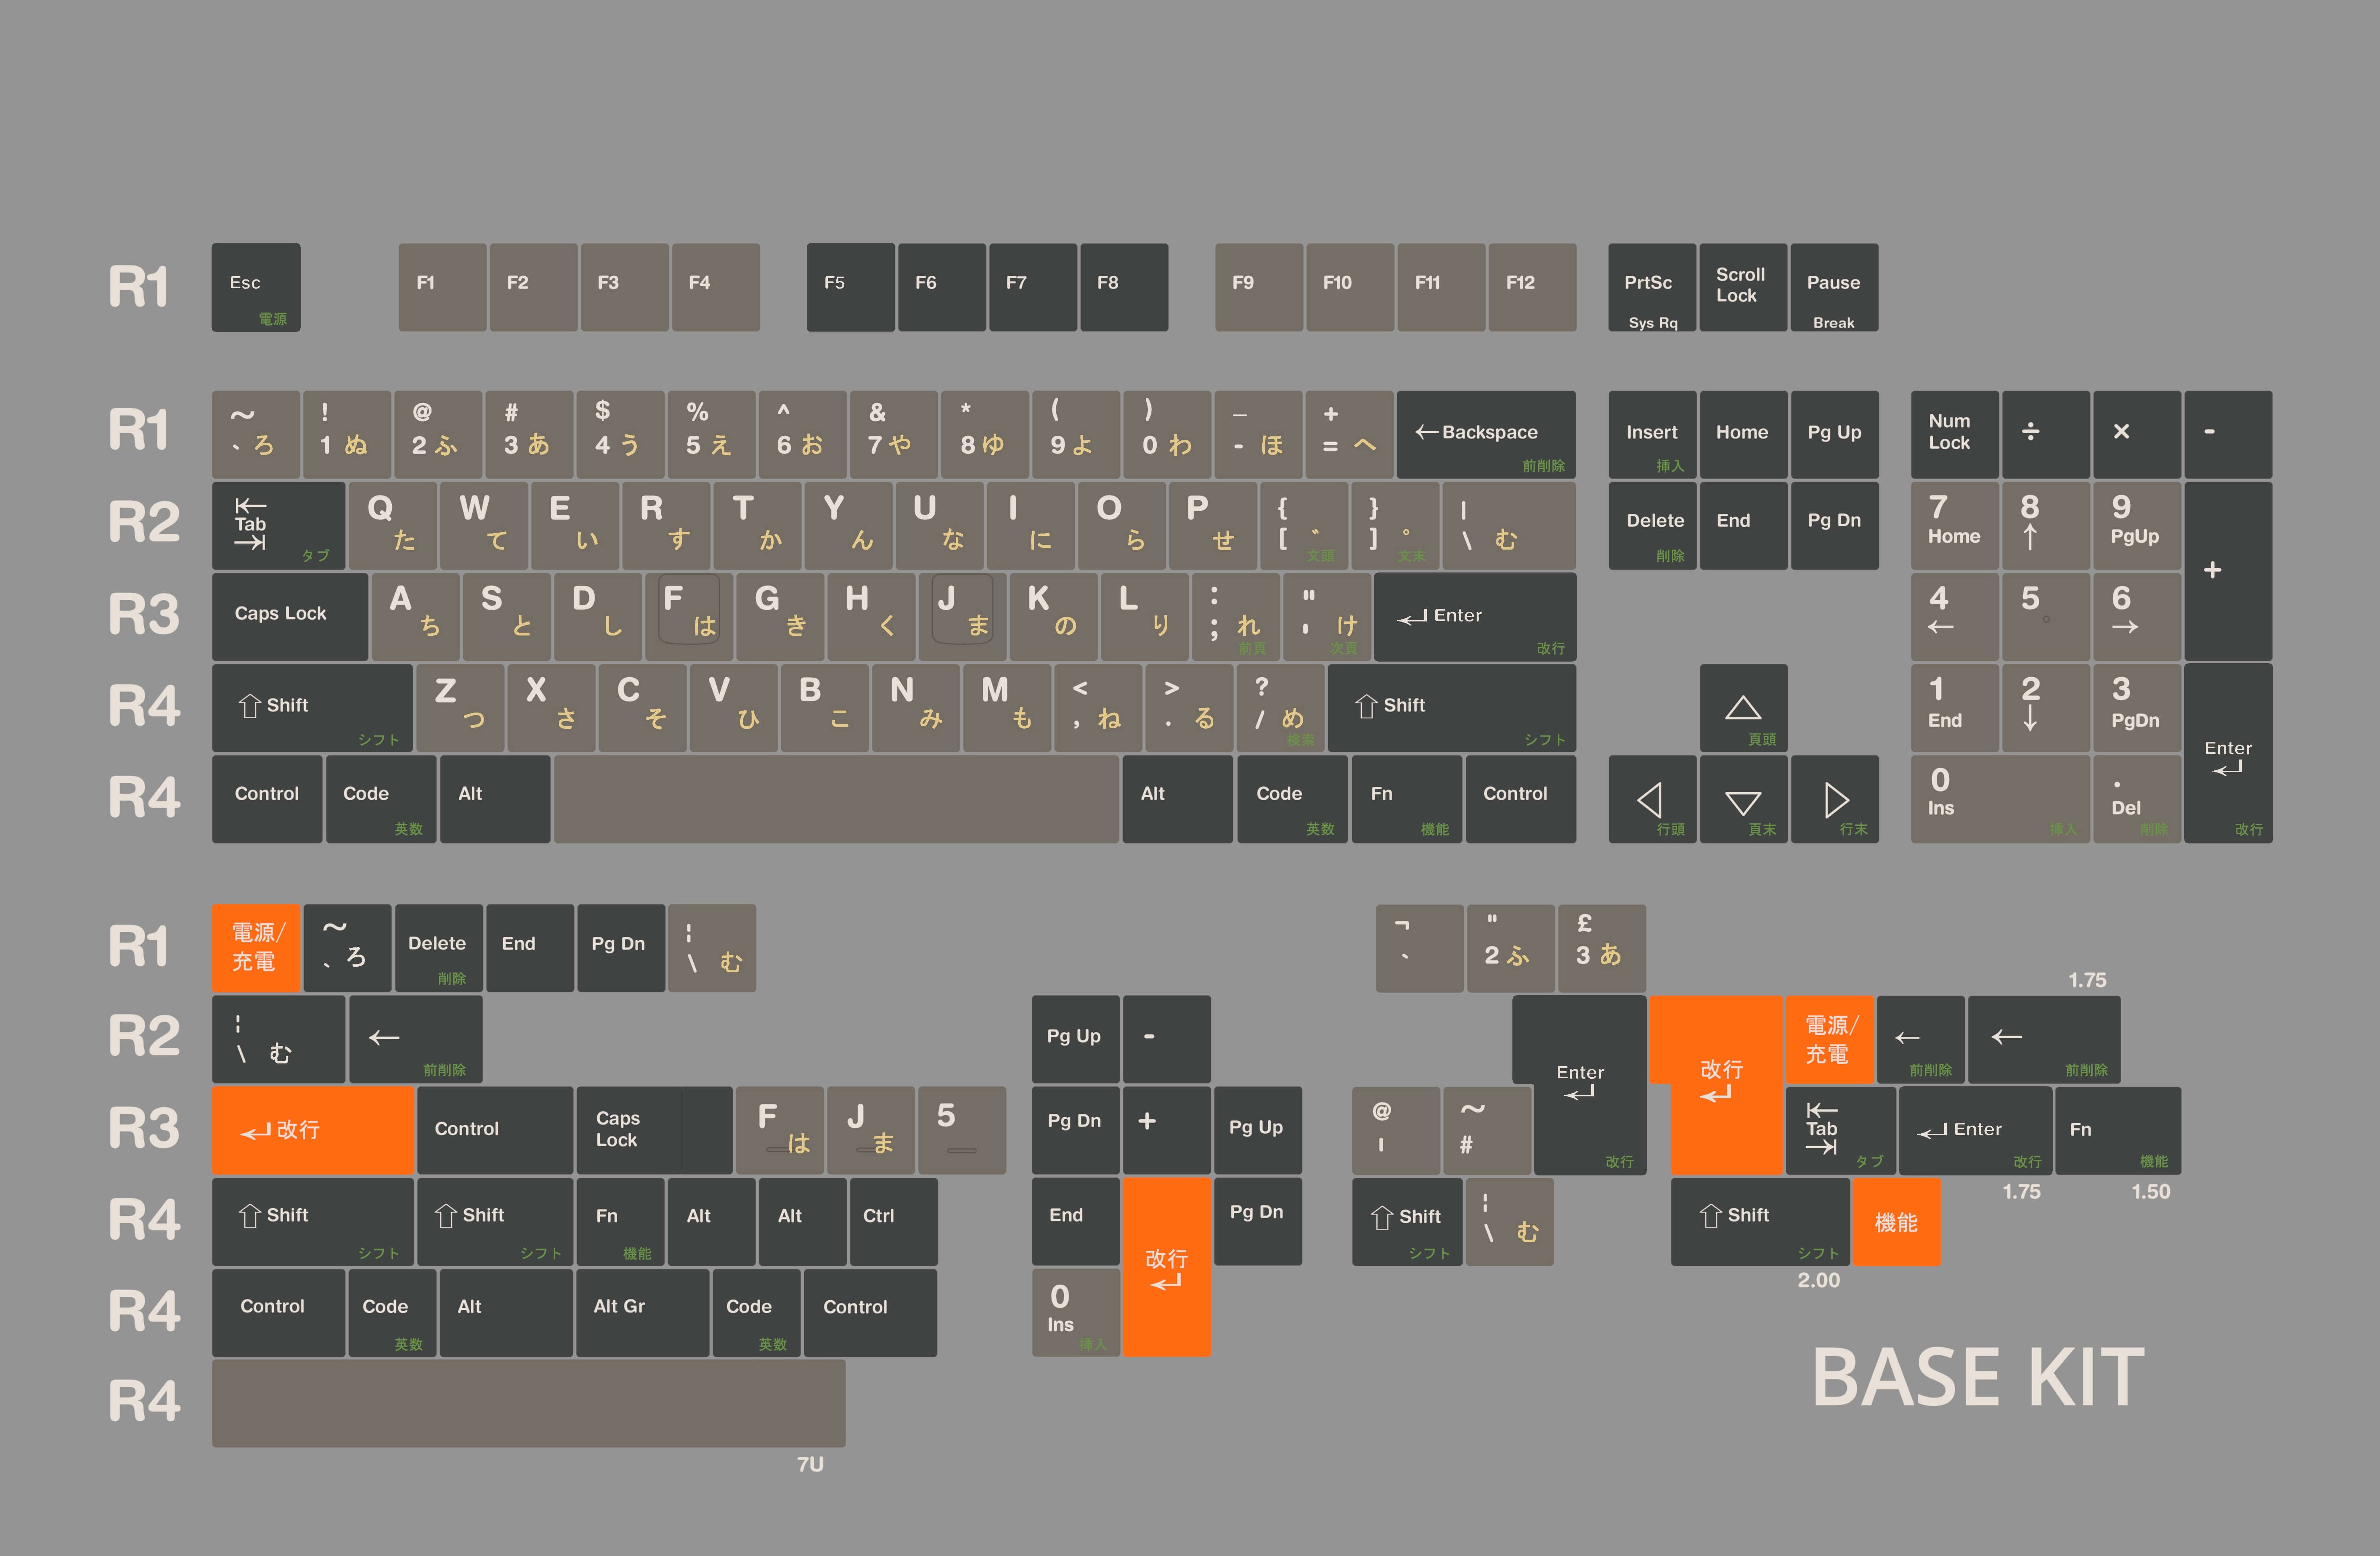 R1 Esc 電源 F1 F2 F3 F4 F5 F6 F7 F8 F9 F10 F11 F12 PrtSc Sys Rq Scroll Lock Pause Break
R1 ~ ` ろ ! 1 ぬ @ 2 ふ # 3 あ $ 4 う % 5 え ^ 6 お & 7 や * 8 ゆ ( 9 よ ) 0 わ _ - ほ + = へ ← Backspace 前削除 Insert 挿入 Home Pg Up Num Lock ÷ × -
R2 Tab タブ Q た W て E い R す T か Y ん U な I に O ら P せ { [ ゛ 文頭 } ] ゜ 文末 | \ む Delete 削除 End Pg Dn 7 Home 8 ↑ 9 PgUp +
R3 Caps Lock A ち S と D し F は G き H く J ま K の L り : ; れ 前頁 " ' け 次頁 Enter 改行 4 ← 5 6 →
R4 Shift シフト Z つ X さ C そ V ひ B こ N み M も < , ね > . る ? / め 検索 Shift シフト 頁頭 1 End 2 ↓ 3 PgDn Enter 改行
R4 Control Code 英数 Alt Alt Code 英数 Fn 機能 Control 行頭 頁末 行末 0 Ins 挿入 . Del 削除
R1 電源/充電 ~ ` ろ Delete 削除 End Pg Dn ¦ \ む ¬ ` " 2 ふ £ 3 あ
1.75
R2 ¦ \ む ← 前削除 Pg Up - Enter 改行 改行 電源/充電 ← 前削除 ← 前削除
R3 改行 Control Caps Lock F は J ま 5 Pg Dn + Pg Up @ ' ~ # Tab タブ Enter 改行 Fn 機能
1.75 1.50
R4 Shift シフト Shift シフト Fn 機能 Alt Alt Ctrl End 改行 Pg Dn Shift シフト ¦ \ む Shift シフト 機能
2.00
R4 Control Code 英数 Alt Alt Gr Code 英数 Control 0 Ins 挿入
R4
BASE KIT
7U